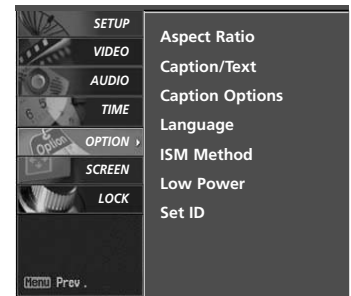 SETUP
VIDEO
AUDIO
TIME
OPTION
SCREEN
LOCK
Menu Prev.
Aspect Ratio
Caption/Text
Caption Options
Language
ISM Method
Low Power
Set ID